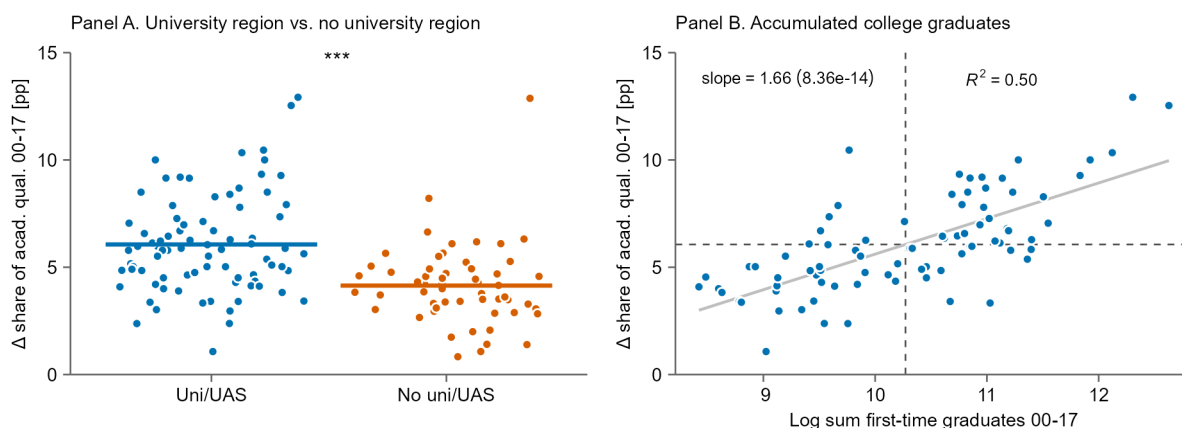 Panel A. University region vs. no university region
***
Δ share of acad. qual. 00-17 [pp]
15
10
5
0
Uni/UAS
No uni/UAS
Panel B. Accumulated college graduates
slope = 1.66 (8.36e-14)
R² = 0.50
Δ share of acad. qual. 00-17 [pp]
15
10
5
0
9
10
11
12
Log sum first-time graduates 00-17